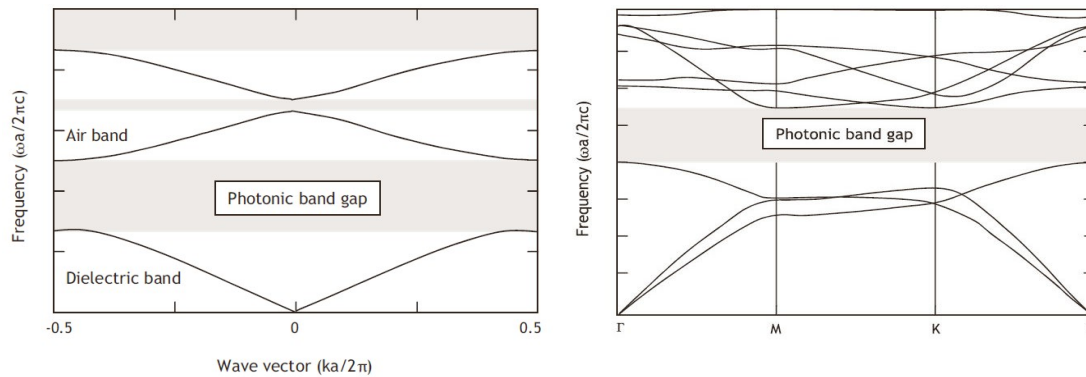 Frequency (ωa/2πc)
Air band
Photonic band gap
Dielectric band
-0.5
0
0.5
Wave vector (ka/2π)
Frequency (ωa/2πc)
Photonic band gap
Γ
M
K